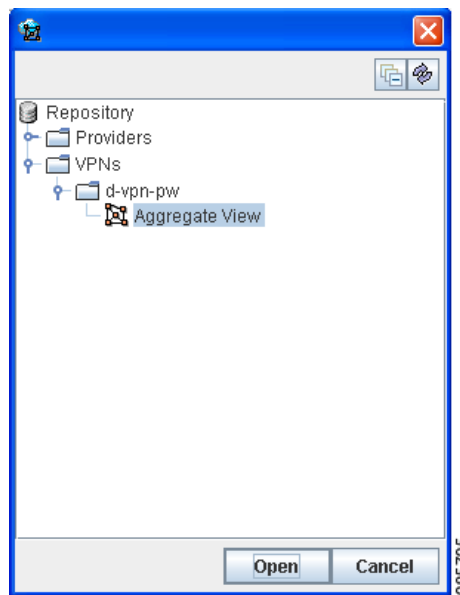 Repository
Providers
VPNs
d-vpn-pw
Aggregate View
Open Cancel